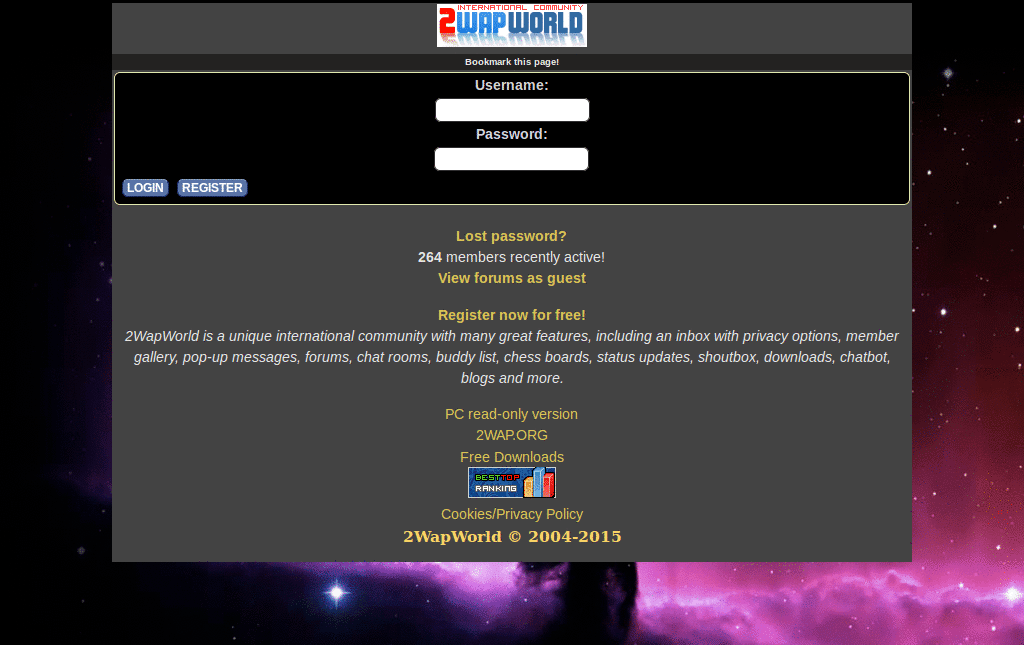 INTERNATIONAL COMMUNITY
2WAPWORLD
Bookmark this page!
Username:
Password:
LOGIN REGISTER
Lost password?
264 members recently active!
View forums as guest
Register now for free!
2WapWorld is a unique international community with many great features, including an inbox with privacy options, member
gallery, pop-up messages, forums, chat rooms, buddy list, chess boards, status updates, shoutbox, downloads, chatbot,
blogs and more.
PC read-only version
2WAP.ORG
Free Downloads
BESTTOP
RANKING
Cookies/Privacy Policy
2WapWorld © 2004-2015